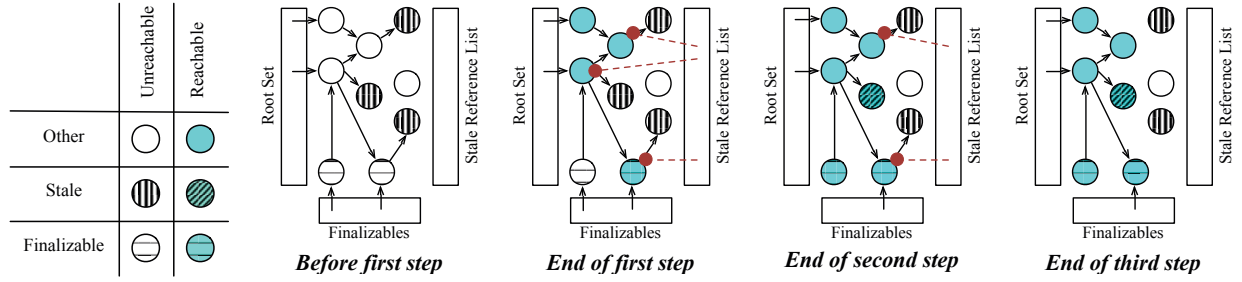 Unreachable
Reachable
Other
Stale
Finalizable
Root Set
Stale Reference List
Finalizables
Before first step
Root Set
Stale Reference List
Finalizables
End of first step
Root Set
Stale Reference List
Finalizables
End of second step
Root Set
Stale Reference List
Finalizables
End of third step